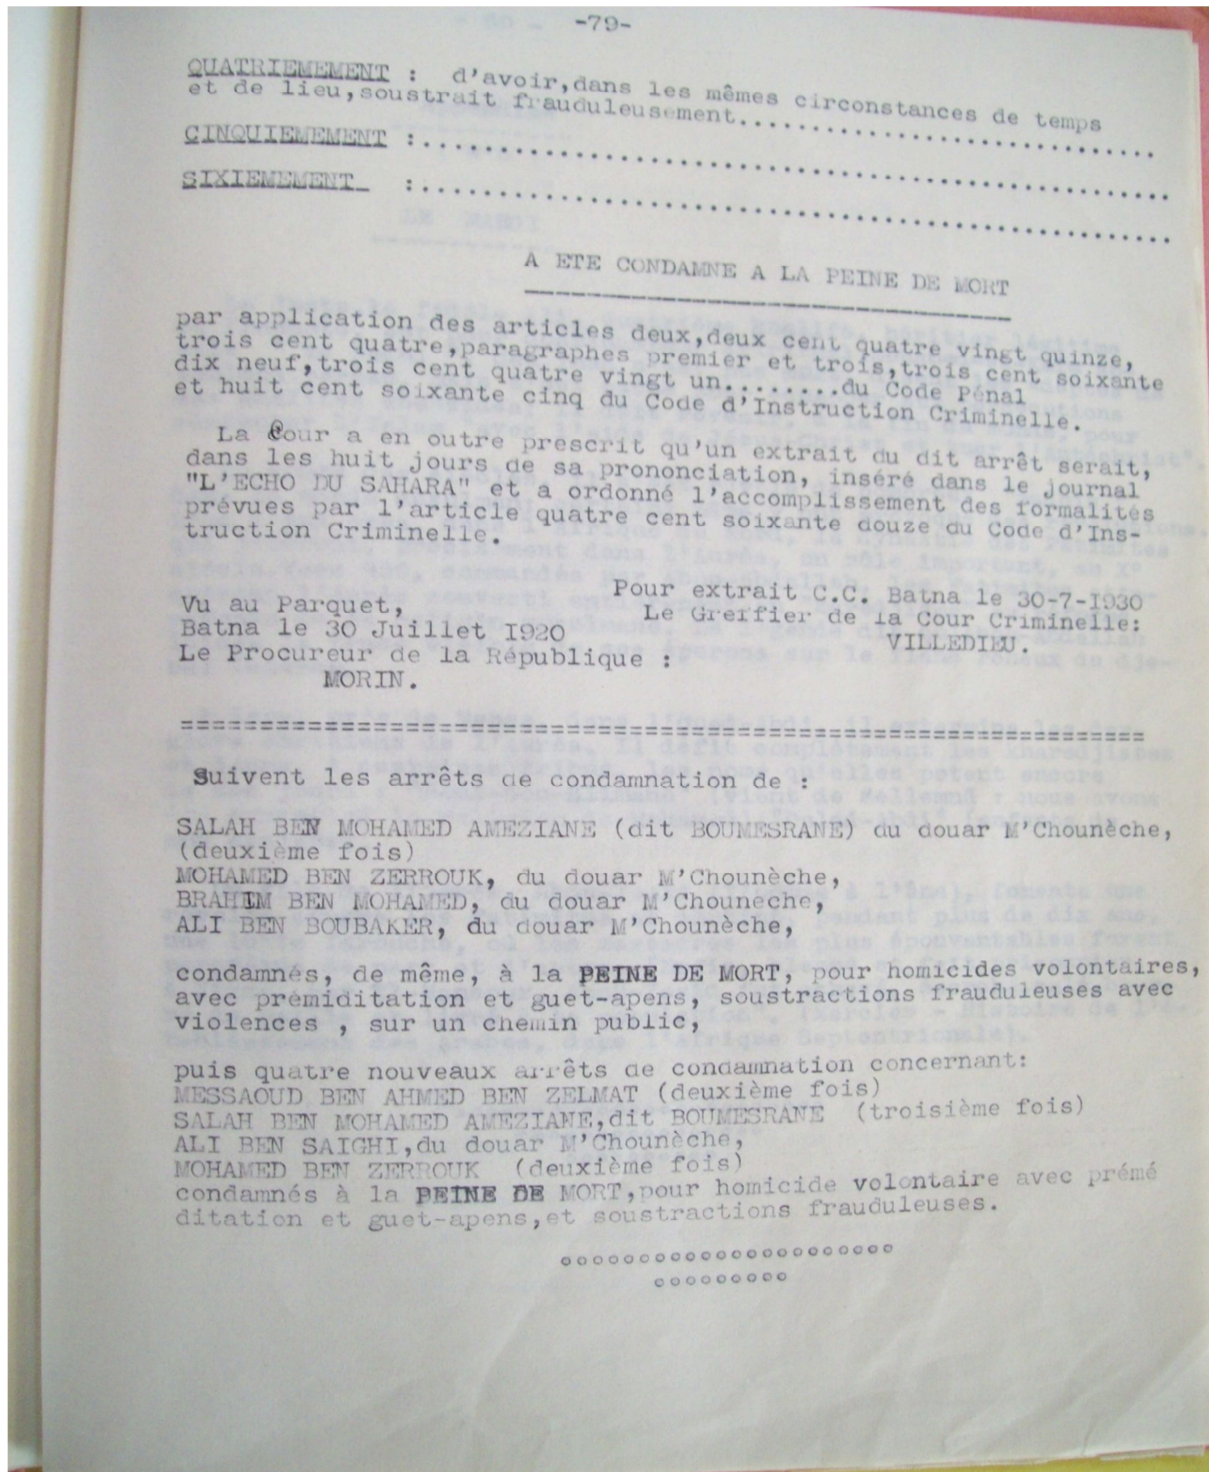 -79-
QUATRIEMEMENT : d'avoir,dans les mêmes circonstances de temps
et de lieu,soustrait frauduleusement..................................
CINQUIEMEMENT :..................................................
SIXIEMEMENT :..................................................
A ETE CONDAMNE A LA PEINE DE MORT
par application des articles deux,deux cent quatre vingt quinze,
trois cent quatre,paragraphes premier et trois,trois cent soixante
dix neuf,trois cent quatre vingt un........du Code Pénal
et huit cent soixante cinq du Code d'Instruction Criminelle.
La Cour a en outre prescrit qu'un extrait du dit arrêt serait,
dans les huit jours de sa prononciation, inséré dans le journal
"L'ECHO DU SAHARA" et a ordonné l'accomplissement des formalités
prévues par l'article quatre cent soixante douze du Code d'Ins-
truction Criminelle.
Pour extrait C.C. Batna le 30-7-1930
Vu au Parquet, Le Greffier de la Cour Criminelle:
Batna le 30 Juillet 1920 VILLEDIEU.
Le Procureur de la République :
MORIN.
==============================================================
Suivent les arrêts de condamnation de :
SALAH BEN MOHAMED AMEZIANE (dit BOUMESRANE) du douar M'Chounèche,
(deuxième fois)
MOHAMED BEN ZERROUK, du douar M'Chounèche,
BRAHIM BEN MOHAMED, du douar M'Chouneche,
ALI BEN BOUBAKER, du douar M'Chounèche,
condamnés, de même, à la PEINE DE MORT, pour homicides volontaires,
avec prémiditation et guet-apens, soustractions frauduleuses avec
violences , sur un chemin public,
puis quatre nouveaux arrêts de condamnation concernant:
MESSAOUD BEN AHMED BEN ZELMAT (deuxième fois)
SALAH BEN MOHAMED AMEZIANE,dit BOUMESRANE (troisième fois)
ALI BEN SAIGHI,du douar M'Chounèche,
MOHAMED BEN ZERROUK (deuxième fois)
condamnés à la PEINE DE MORT,pour homicide volontaire avec prémé
ditation et guet-apens,et soustractions frauduleuses.
°°°°°°°°°°°°°°°°°°°°°°
°°°°°°°°°